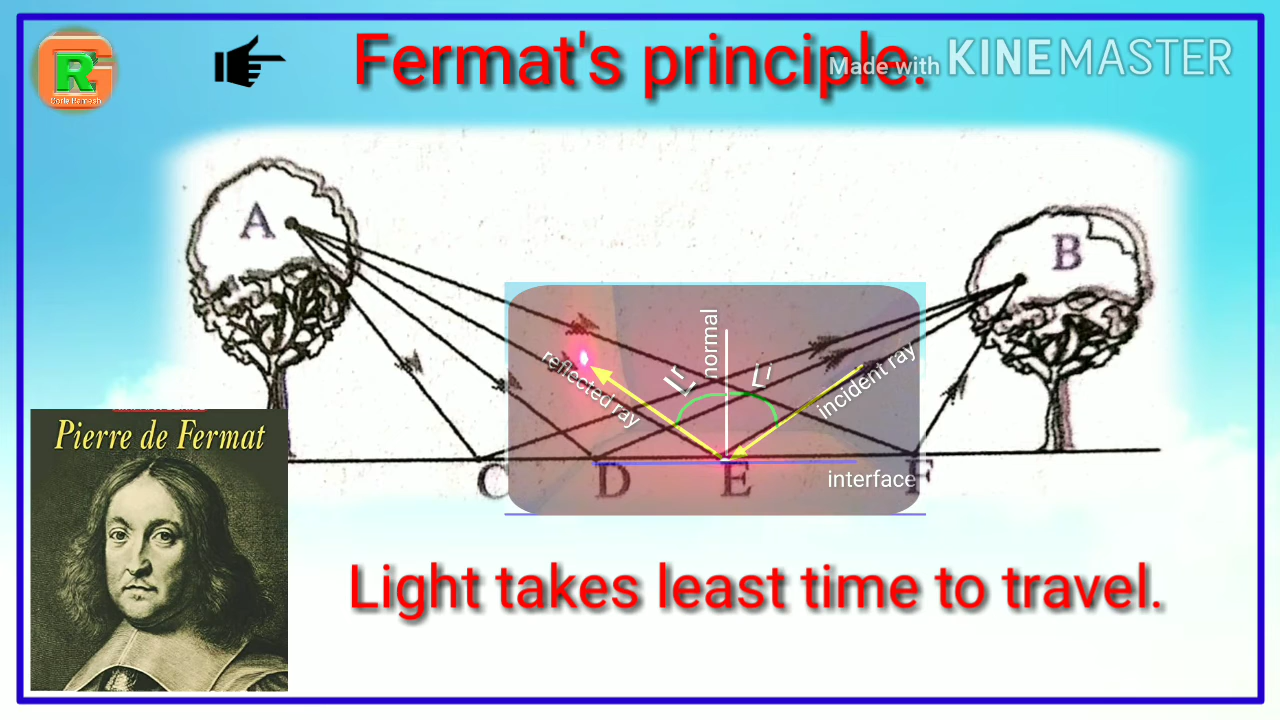 Fermat's principle.
Made with KINEMASTER
A
B
normal
∠r
∠i
reflected ray
incident ray
C D E F
interface
Pierre de Fermat
Light takes least time to travel.